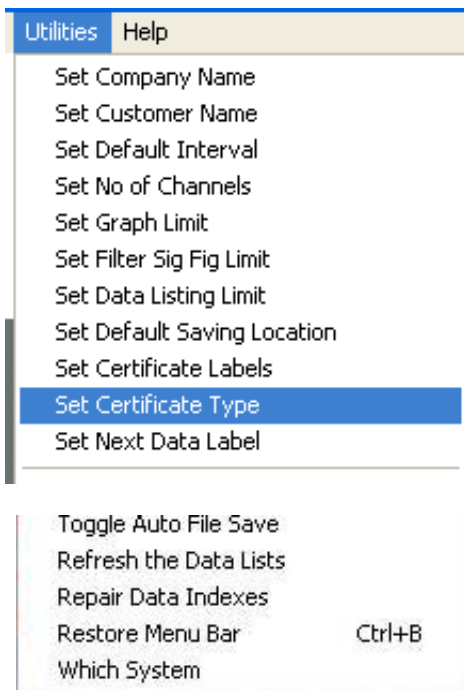 Utilities Help
Set Company Name
Set Customer Name
Set Default Interval
Set No of Channels
Set Graph Limit
Set Filter Sig Fig Limit
Set Data Listing Limit
Set Default Saving Location
Set Certificate Labels
Set Certificate Type
Set Next Data Label
Toggle Auto File Save
Refresh the Data Lists
Repair Data Indexes
Restore Menu Bar Ctrl+B
Which System